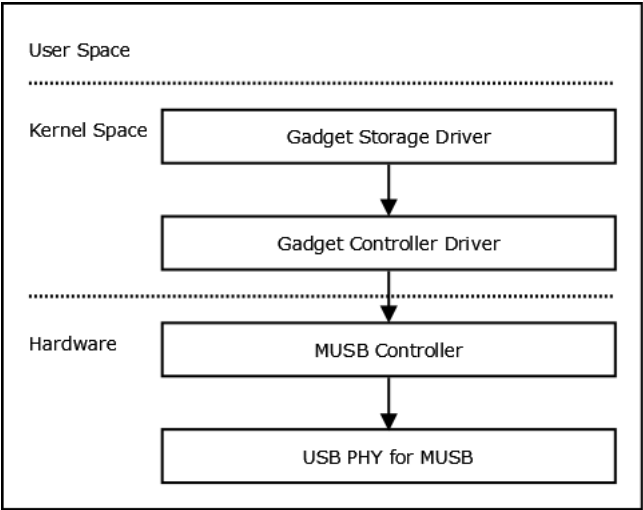 User Space
Kernel Space
Gadget Storage Driver
Gadget Controller Driver
Hardware
MUSB Controller
USB PHY for MUSB